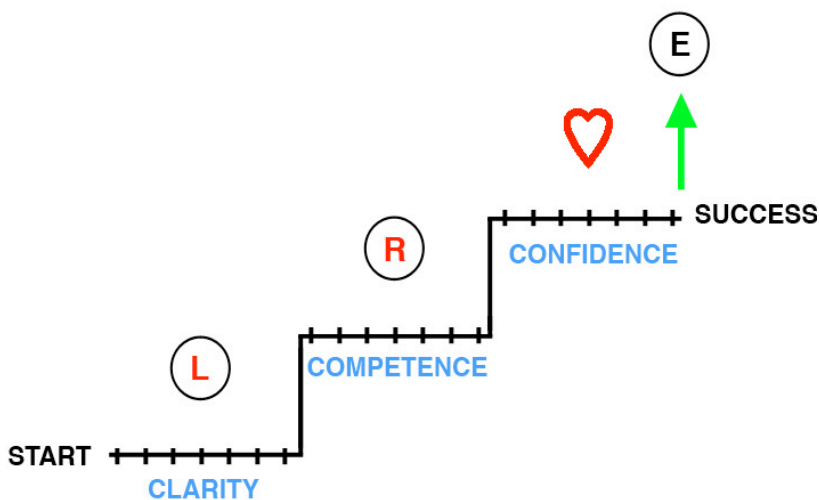 E
SUCCESS
CONFIDENCE
R
COMPETENCE
L
START
CLARITY